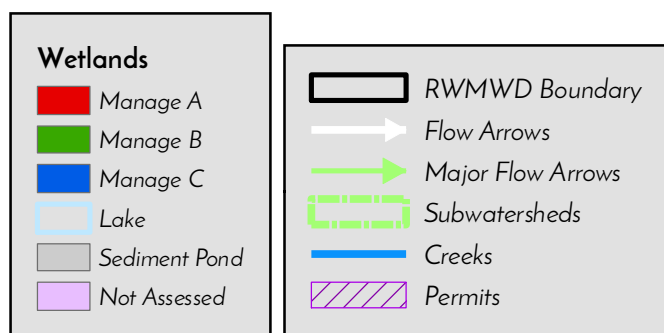 Wetlands
Manage A
Manage B
Manage C
Lake
Sediment Pond
Not Assessed
RWMWD Boundary
Flow Arrows
Major Flow Arrows
Subwatersheds
Creeks
Permits